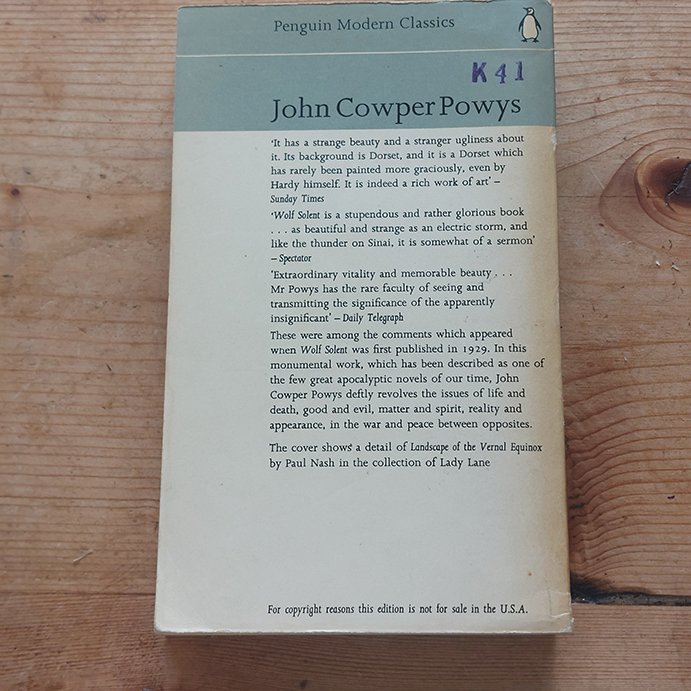 Penguin Modern Classics
K41
John Cowper Powys
'It has a strange beauty and a stranger ugliness about
it. Its background is Dorset, and it is a Dorset which
has rarely been painted more graciously, even by
Hardy himself. It is indeed a rich work of art' –
Sunday Times
'Wolf Solent is a stupendous and rather glorious book
. . . as beautiful and strange as an electric storm, and
like the thunder on Sinai, it is somewhat of a sermon'
– Spectator
'Extraordinary vitality and memorable beauty . . .
Mr Powys has the rare faculty of seeing and
transmitting the significance of the apparently
insignificant' – Daily Telegraph
These were among the comments which appeared
when Wolf Solent was first published in 1929. In this
monumental work, which has been described as one of
the few great apocalyptic novels of our time, John
Cowper Powys deftly revolves the issues of life and
death, good and evil, matter and spirit, reality and
appearance, in the war and peace between opposites.
The cover shows a detail of Landscape of the Vernal Equinox
by Paul Nash in the collection of Lady Lane
For copyright reasons this edition is not for sale in the U.S.A.